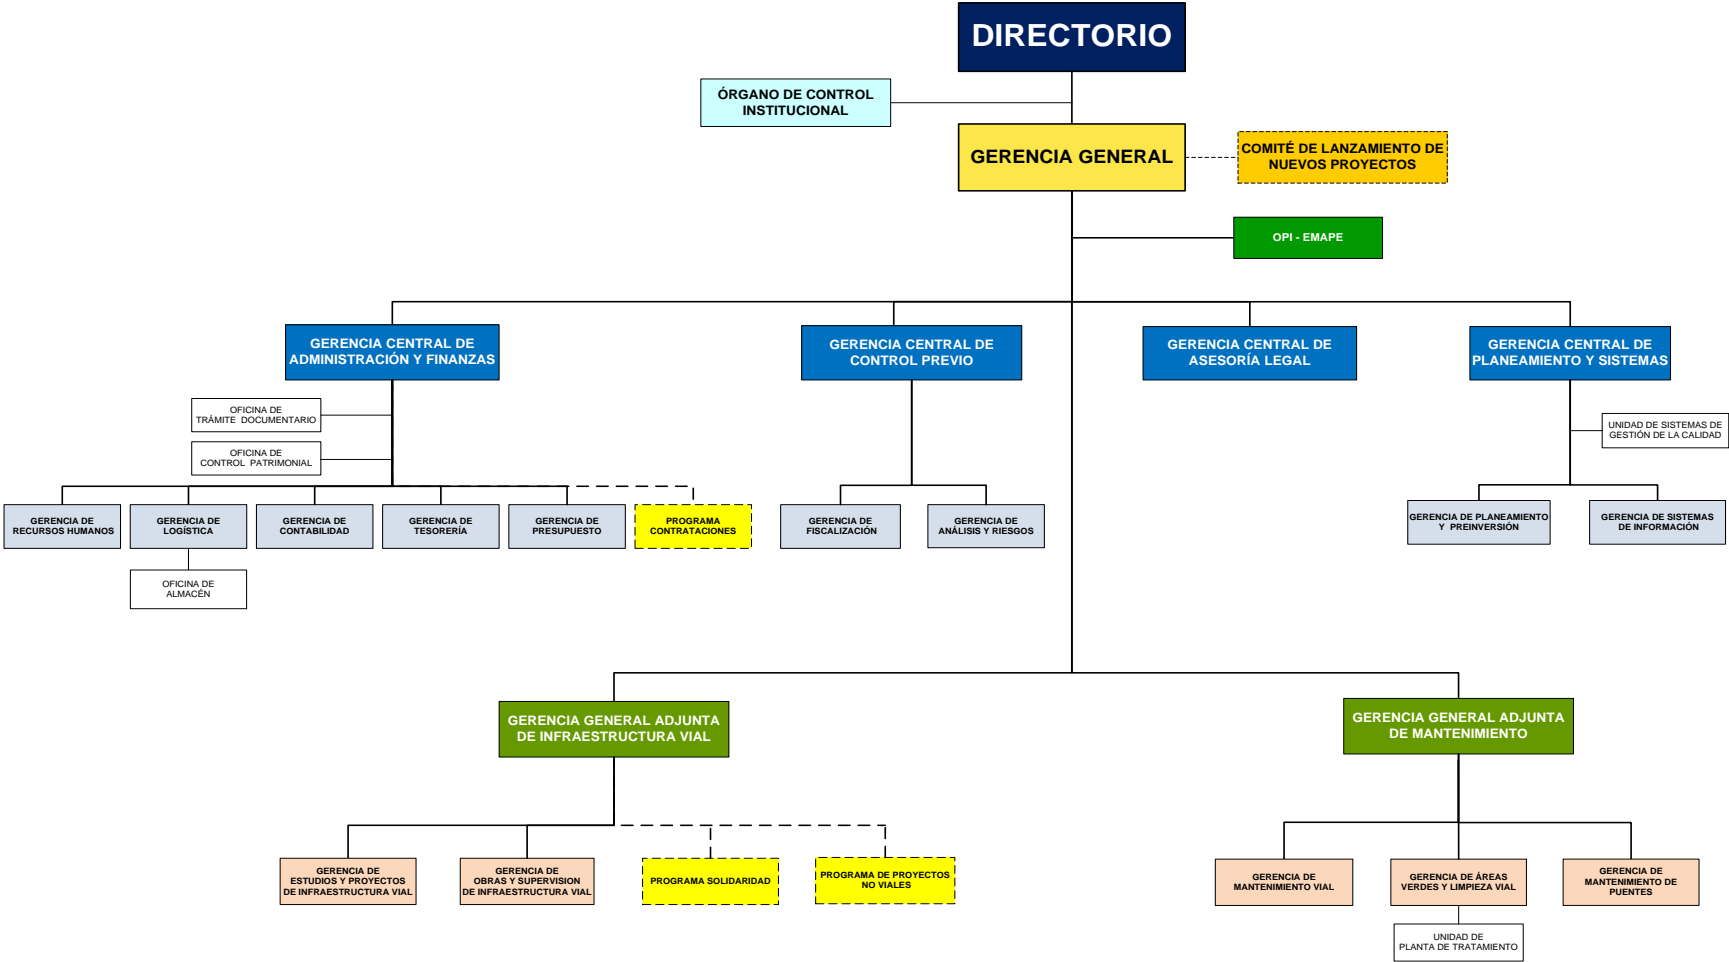 DIRECTORIO
ÓRGANO DE CONTROL
INSTITUCIONAL
GERENCIA GENERAL
COMITÉ DE LANZAMIENTO DE
NUEVOS PROYECTOS
OPI - EMAPE
GERENCIA CENTRAL DE
ADMINISTRACIÓN Y FINANZAS
GERENCIA CENTRAL DE
CONTROL PREVIO
GERENCIA CENTRAL DE
ASESORÍA LEGAL
GERENCIA CENTRAL DE
PLANEAMIENTO Y SISTEMAS
OFICINA DE
TRÁMITE DOCUMENTARIO
OFICINA DE
CONTROL PATRIMONIAL
UNIDAD DE SISTEMAS DE
GESTIÓN DE LA CALIDAD
GERENCIA DE
RECURSOS HUMANOS
GERENCIA DE
LOGÍSTICA
GERENCIA DE
CONTABILIDAD
GERENCIA DE
TESORERÍA
GERENCIA DE
PRESUPUESTO
PROGRAMA
CONTRATACIONES
GERENCIA DE
FISCALIZACIÓN
GERENCIA DE
ANÁLISIS Y RIESGOS
GERENCIA DE PLANEAMIENTO
Y PREINVERSIÓN
GERENCIA DE SISTEMAS
DE INFORMACIÓN
OFICINA DE
ALMACÉN
GERENCIA GENERAL ADJUNTA
DE INFRAESTRUCTURA VIAL
GERENCIA GENERAL ADJUNTA
DE MANTENIMIENTO
GERENCIA DE
ESTUDIOS Y PROYECTOS
DE INFRAESTRUCTURA VIAL
GERENCIA DE
OBRAS Y SUPERVISION
DE INFRAESTRUCTURA VIAL
PROGRAMA SOLIDARIDAD
PROGRAMA DE PROYECTOS
NO VIALES
GERENCIA DE
MANTENIMIENTO VIAL
GERENCIA DE ÁREAS
VERDES Y LIMPIEZA VIAL
GERENCIA DE
MANTENIMIENTO DE
PUENTES
UNIDAD DE
PLANTA DE TRATAMIENTO